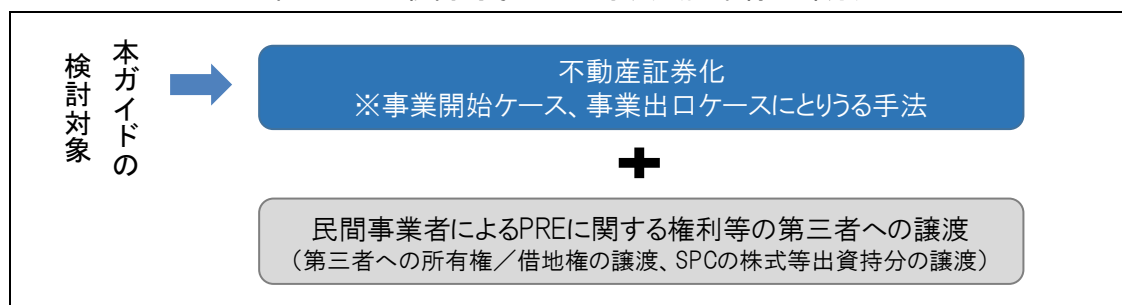 本ガイドの
検討対象
不動産証券化
※事業開始ケース、事業出口ケースにとりうる手法
民間事業者によるPREに関する権利等の第三者への譲渡
（第三者への所有権／借地権の譲渡、SPCの株式等出資持分の譲渡）